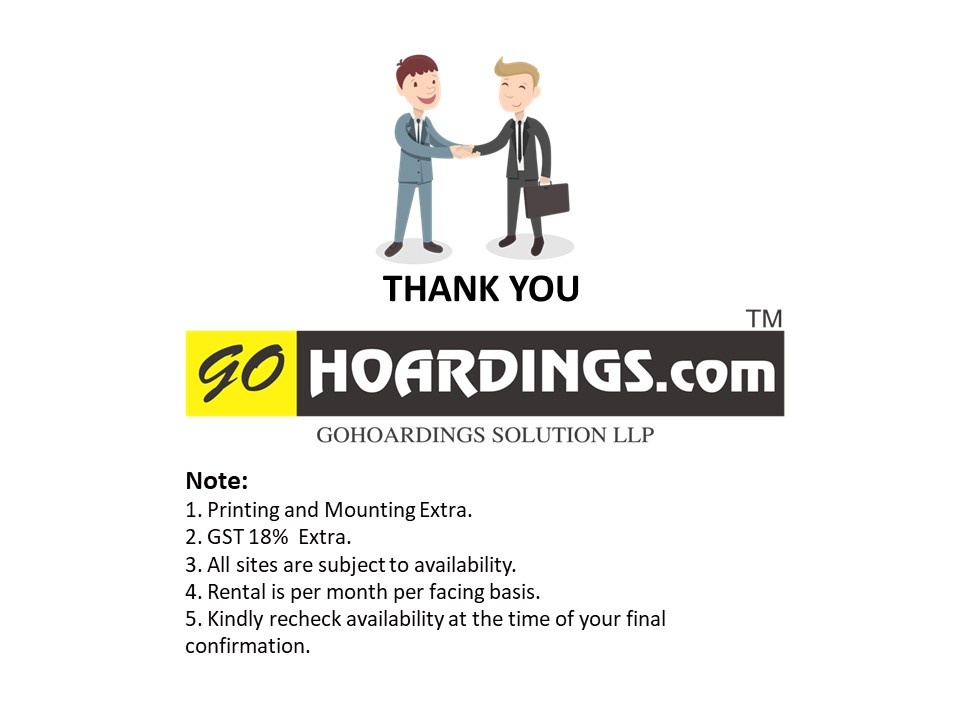 THANK YOU
TM
GO HOARDINGS.com
GOHOARDINGS SOLUTION LLP
Note:
1. Printing and Mounting Extra.
2. GST 18% Extra.
3. All sites are subject to availability.
4. Rental is per month per facing basis.
5. Kindly recheck availability at the time of your final
confirmation.